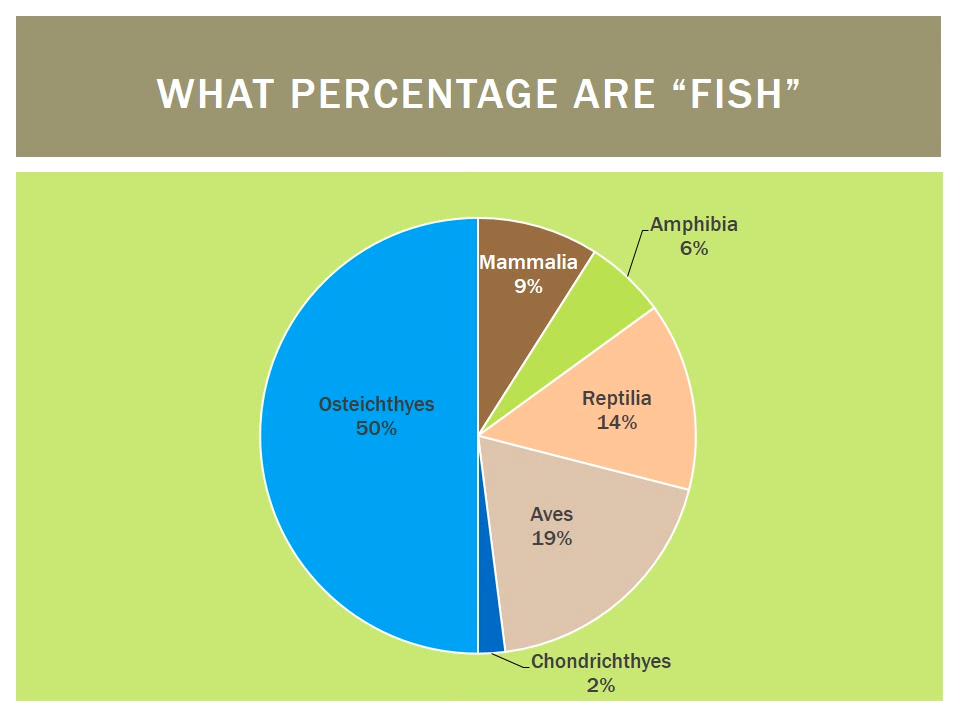 WHAT PERCENTAGE ARE “FISH”
Amphibia
6%
Mammalia
9%
Reptilia
14%
Osteichthyes
50%
Aves
19%
Chondrichthyes
2%